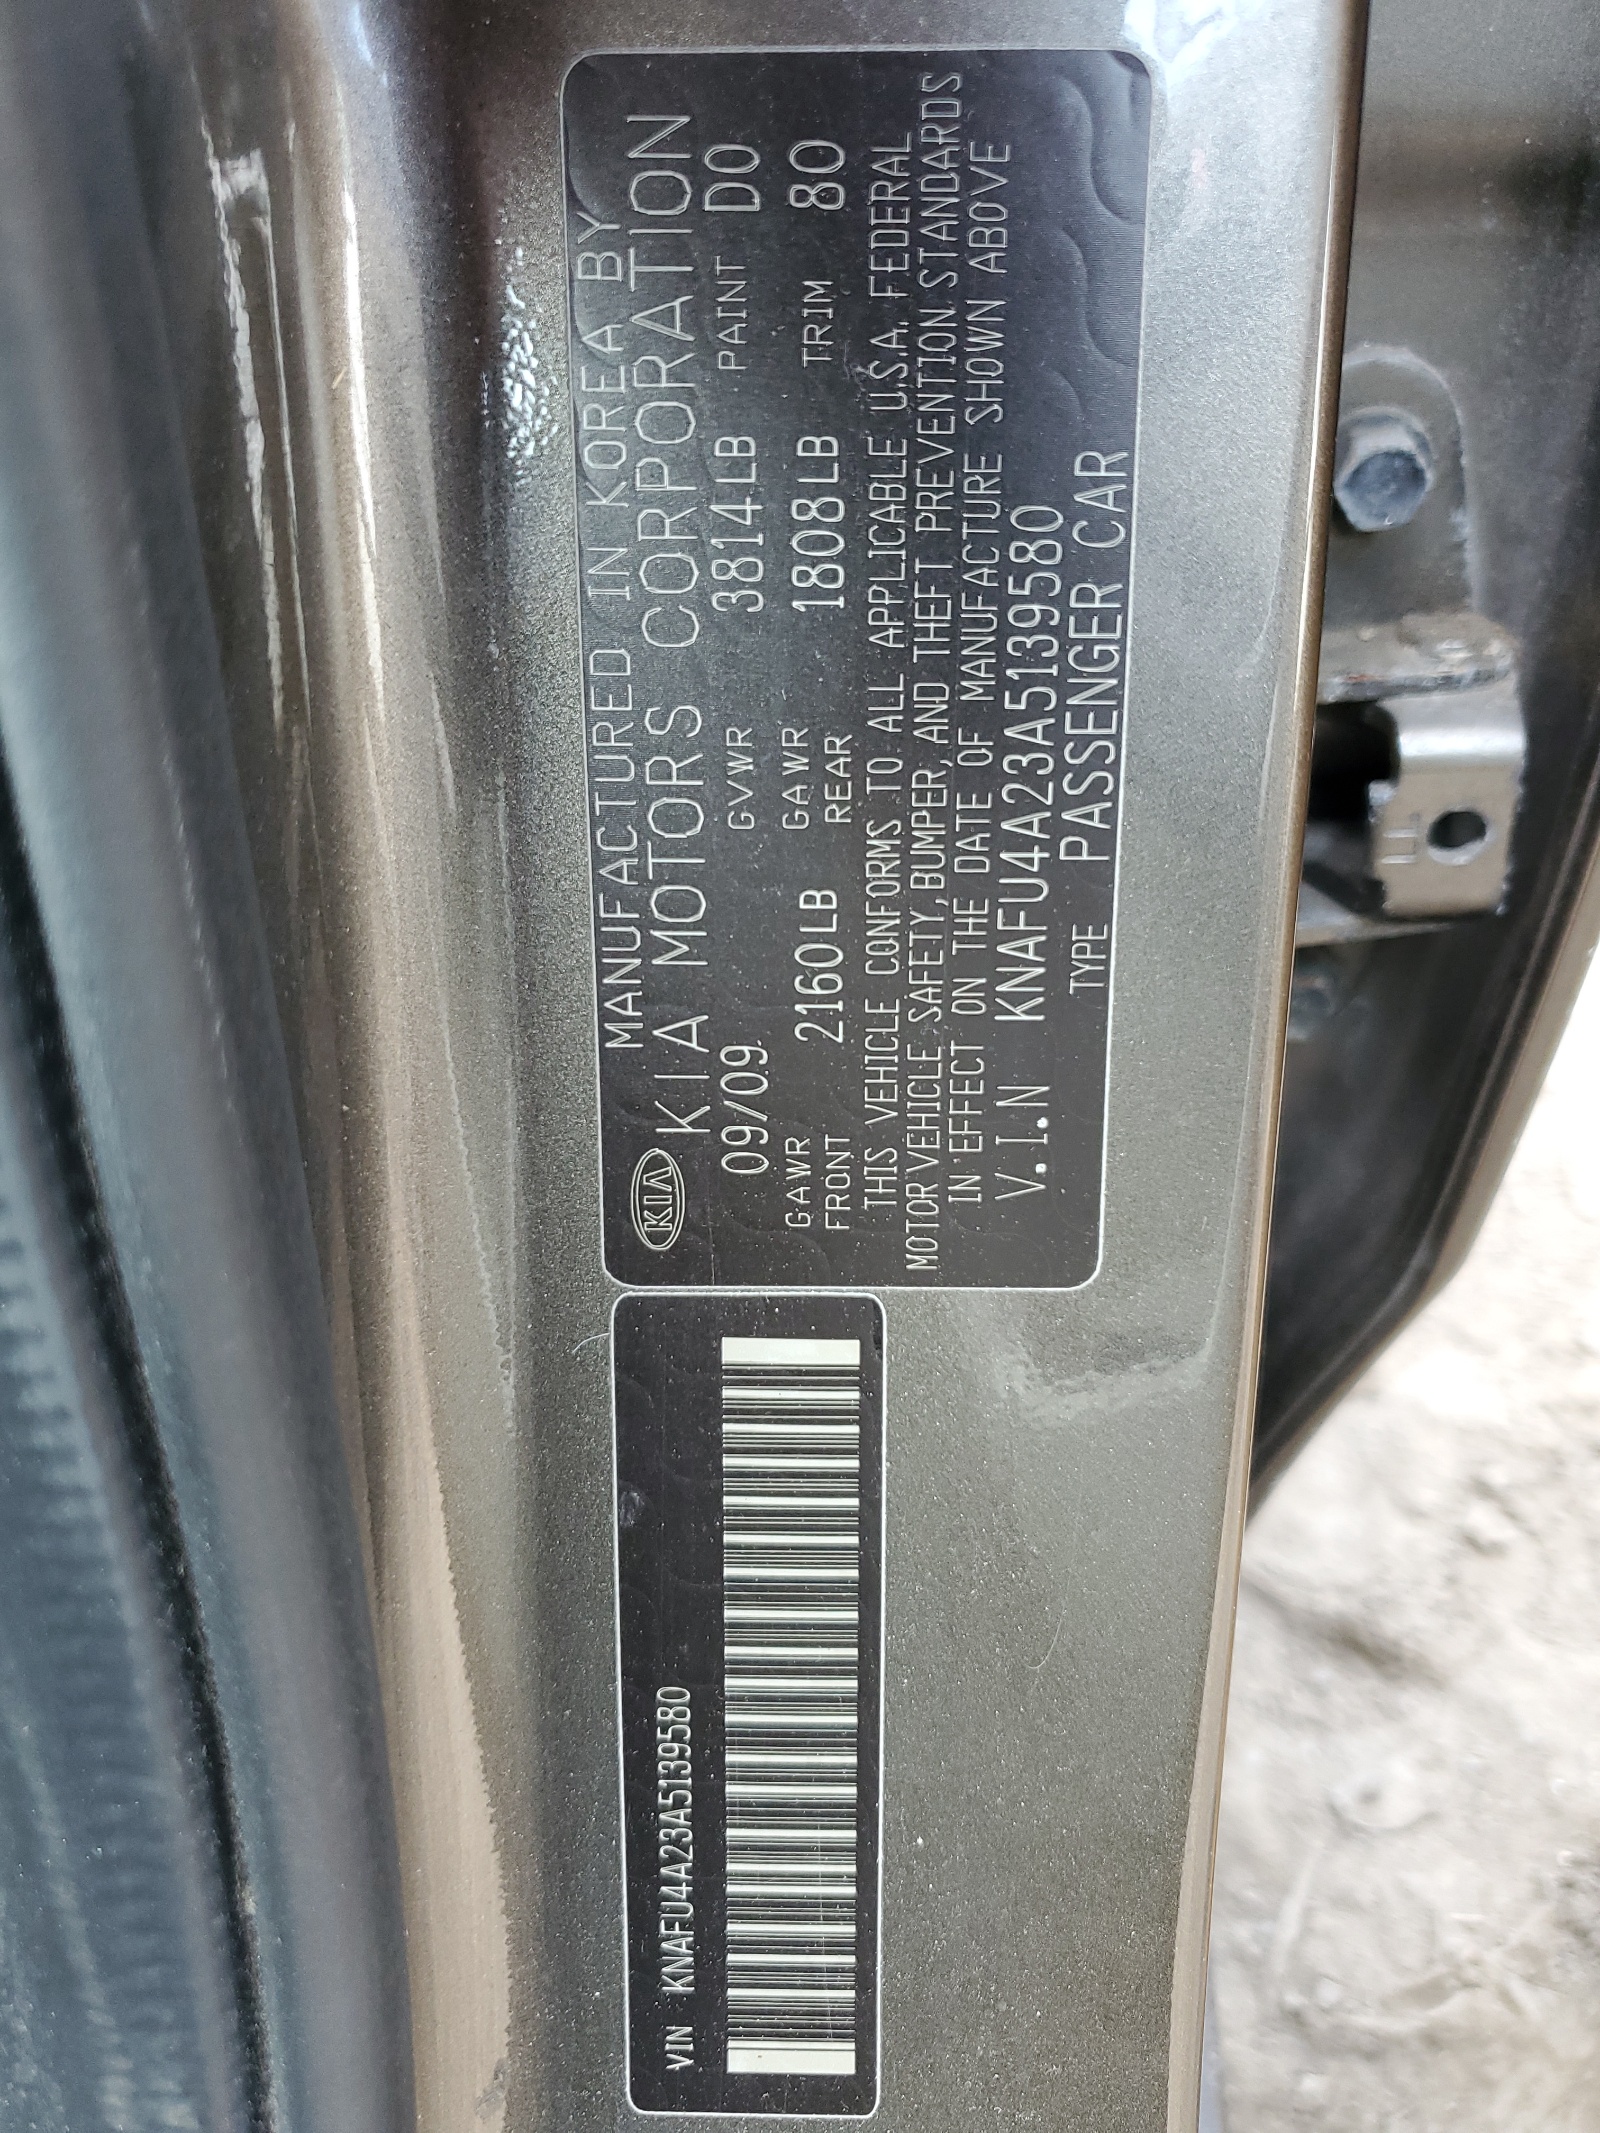 KIA MANUFACTURED IN KOREA BY
KIA MOTORS CORPORATION
09/09 GVWR 3814LB PAINT D0
GAWR FRONT 2160LB GAWR REAR 1808LB TRIM 80
THIS VEHICLE CONFORMS TO ALL APPLICABLE U.S.A. FEDERAL
MOTOR VEHICLE SAFETY, BUMPER, AND THEFT PREVENTION STANDARDS
IN EFFECT ON THE DATE OF MANUFACTURE SHOWN ABOVE
V.I.N KNAFU4A23A5139580
TYPE PASSENGER CAR
VIN KNAFU4A23A5139580